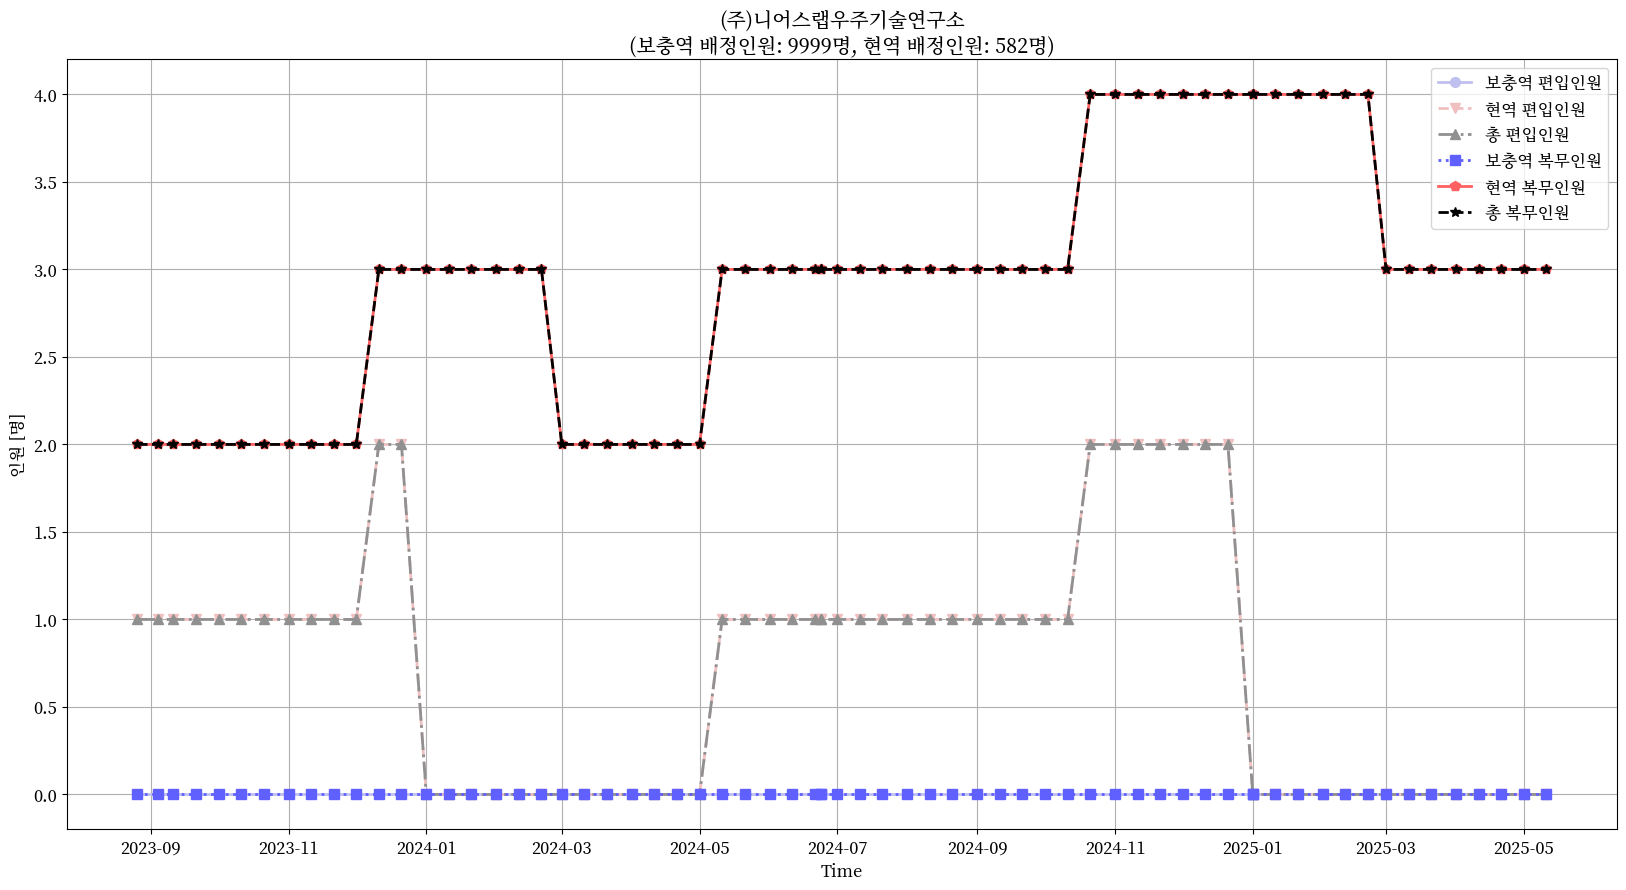 (주)니어스랩우주기술연구소
(보충역 배정인원: 9999명, 현역 배정인원: 582명)
보충역 편입인원
현역 편입인원
총 편입인원
보충역 복무인원
현역 복무인원
총 복무인원
4.0
3.5
3.0
2.5
2.0
1.5
1.0
0.5
0.0
인원 [명]
2023-09 2023-11 2024-01 2024-03 2024-05 2024-07 2024-09 2024-11 2025-01 2025-03 2025-05
Time